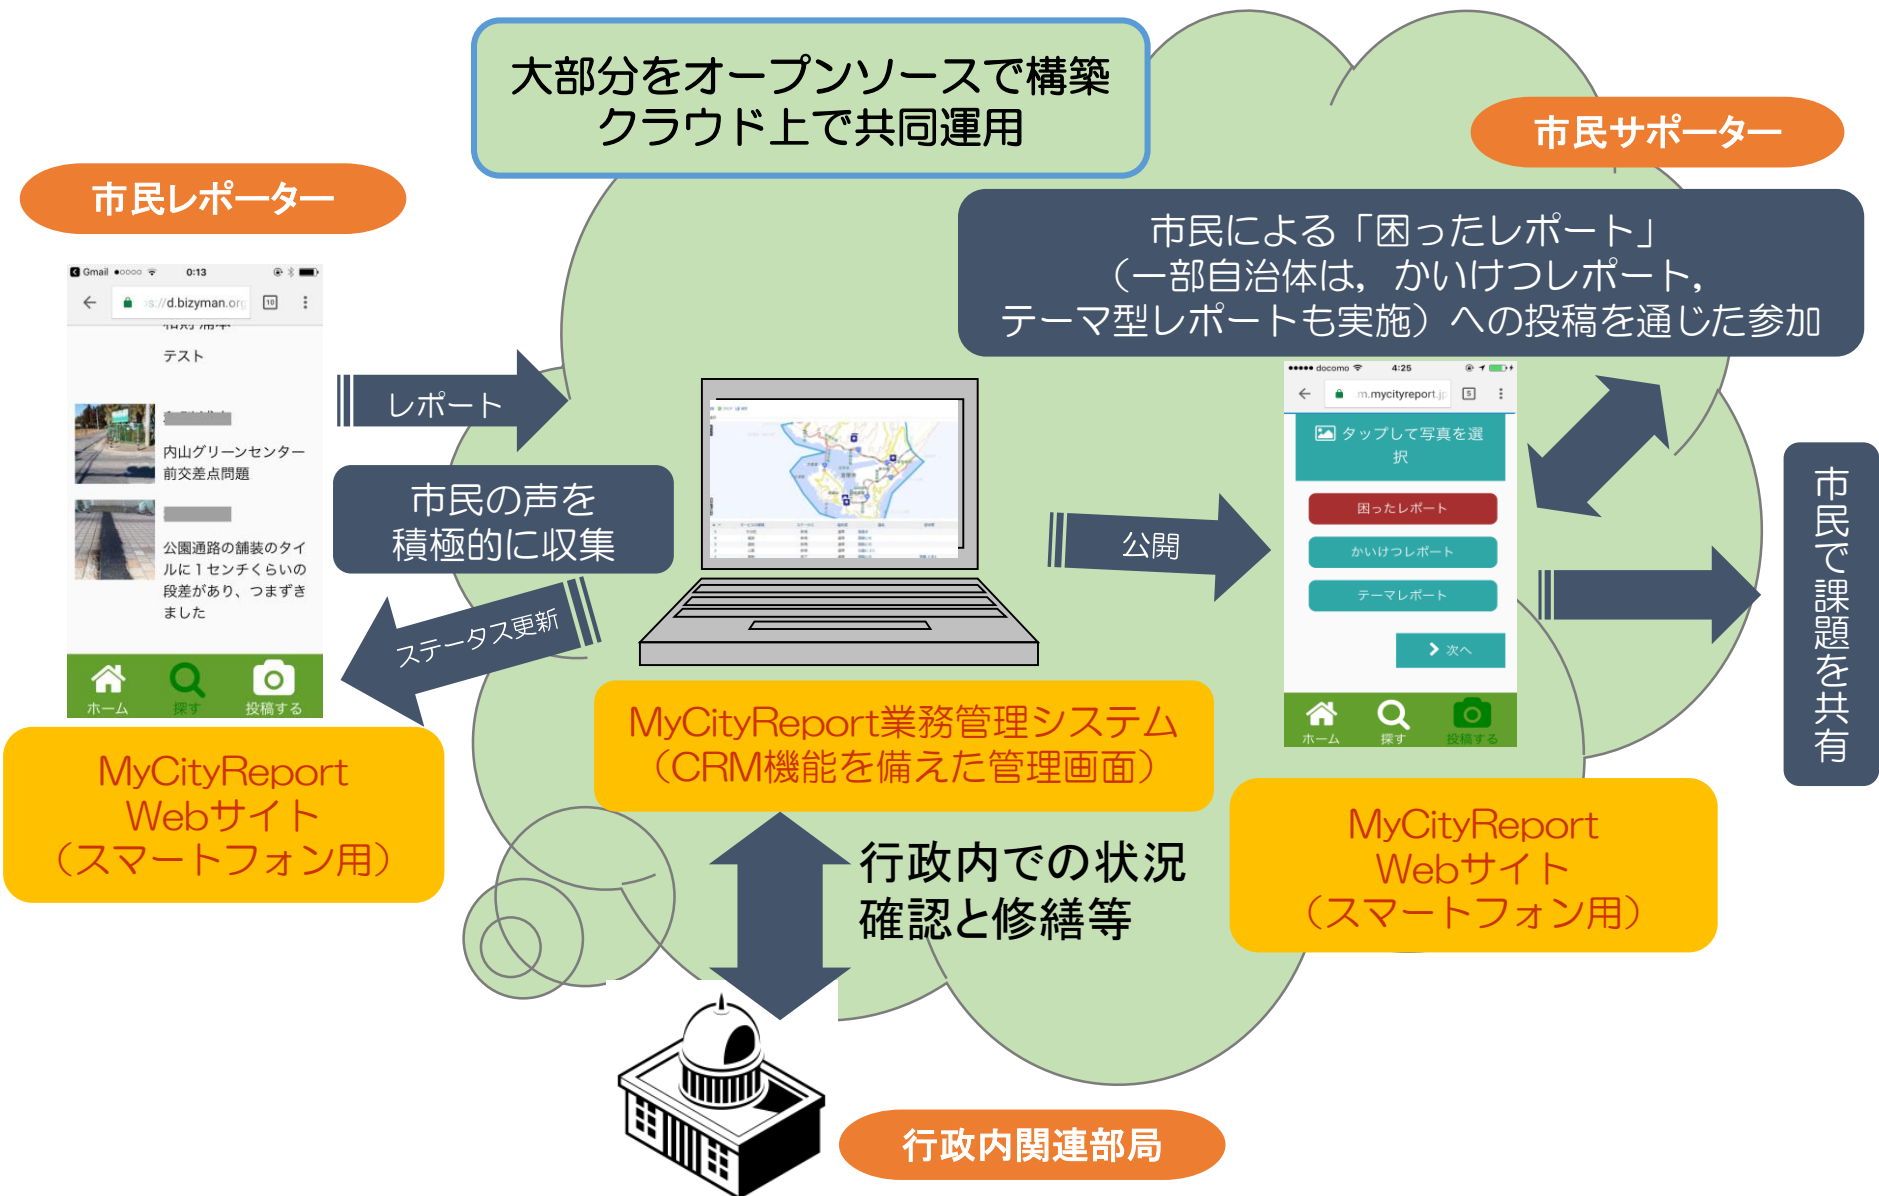 大部分をオープンソースで構築
クラウド上で共同運用
市民サポーター
市民レポーター
市民による「困ったレポート」
（一部自治体は，かいけつレポート，
テーマ型レポートも実施）への投稿を通じた参加
Gmail
0:13
s://d.bizyman.org
10
テスト
内山グリーンセンター
前交差点問題
公園通路の舗装のタイ
ルに１センチくらいの
段差があり、つまずき
ました
ホーム
探す
投稿する
レポート
市民の声を
積極的に収集
ステータス更新
公開
docomo
4:25
m.mycityreport.jp
5
タップして写真を選
択
困ったレポート
かいけつレポート
テーマレポート
次へ
ホーム
探す
投稿する
市民で課題を共有
MyCityReport
Webサイト
（スマートフォン用）
MyCityReport業務管理システム
（CRM機能を備えた管理画面）
MyCityReport
Webサイト
（スマートフォン用）
行政内での状況
確認と修繕等
行政内関連部局